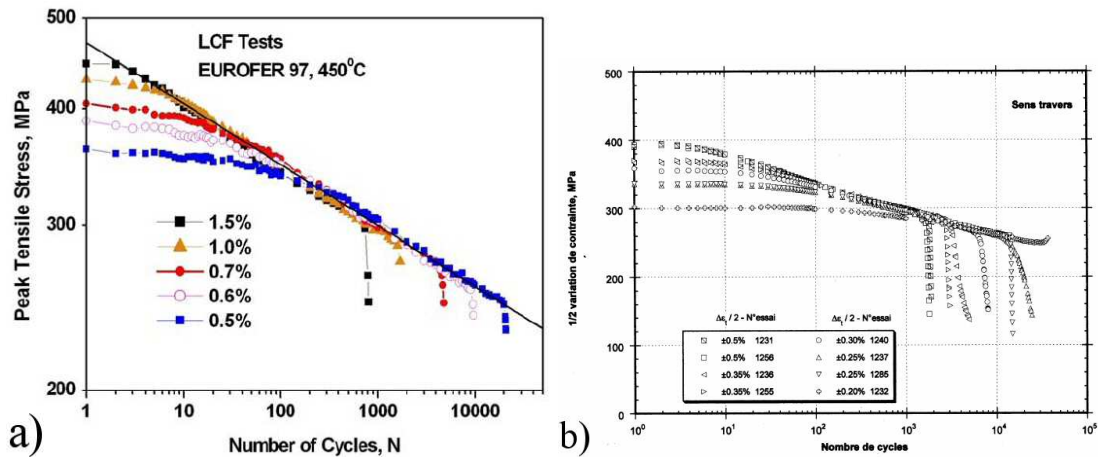 500
400
300
200
Peak Tensile Stress, MPa
LCF Tests
EUROFER 97, 450⁰C
1.5%
1.0%
0.7%
0.6%
0.5%
1 10 100 1000 10000
Number of Cycles, N
a)
500
400
300
200
100
0
1/2 variation de contrainte, MPa
Sens travers
Δεt / 2 - N°essai Δεt / 2 - N°essai
±0.5% 1231 ±0.30% 1240
±0.5% 1256 ±0.25% 1237
±0.35% 1236 ±0.25% 1285
±0.35% 1255 ±0.20% 1232
10⁰ 10¹ 10² 10³ 10⁴ 10⁵
Nombre de cycles
b)